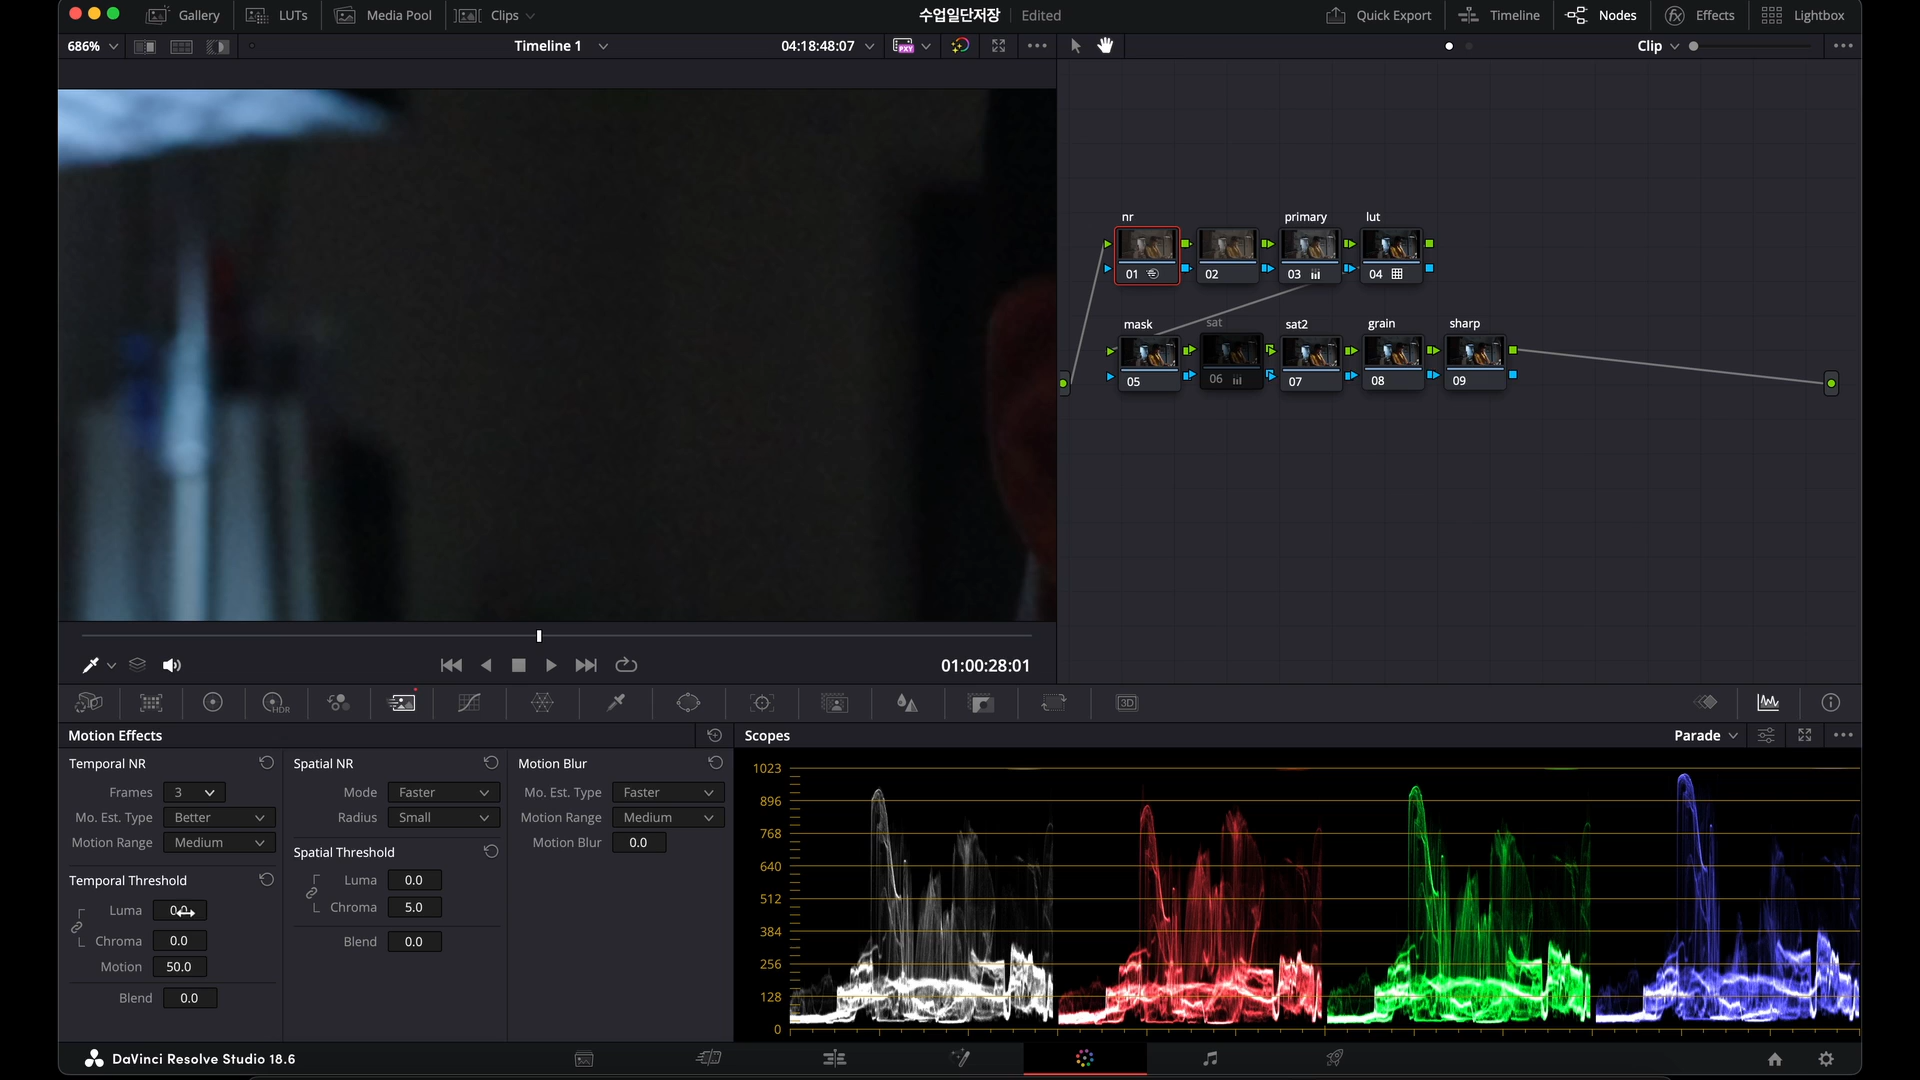 Gallery LUTs Media Pool Clips 수업일단저장 Edited Quick Export Timeline Nodes Effects Lightbox
686% Timeline 1 04:18:48:07 PXY Clip
nr primary lut
01 02 03 04
mask sat sat2 grain sharp
05 06 07 08 09
01:00:28:01
HDR 3D
Motion Effects Scopes Parade
Temporal NR Spatial NR Motion Blur
Frames 3 Mode Faster Mo. Est. Type Faster
Mo. Est. Type Better Radius Small Motion Range Medium
Motion Range Medium Motion Blur 0.0
Spatial Threshold
Temporal Threshold Luma 0.0
Luma 0.0 Chroma 5.0
Chroma 0.0 Blend 0.0
Motion 50.0
Blend 0.0
1023
896
768
640
512
384
256
128
0
DaVinci Resolve Studio 18.6